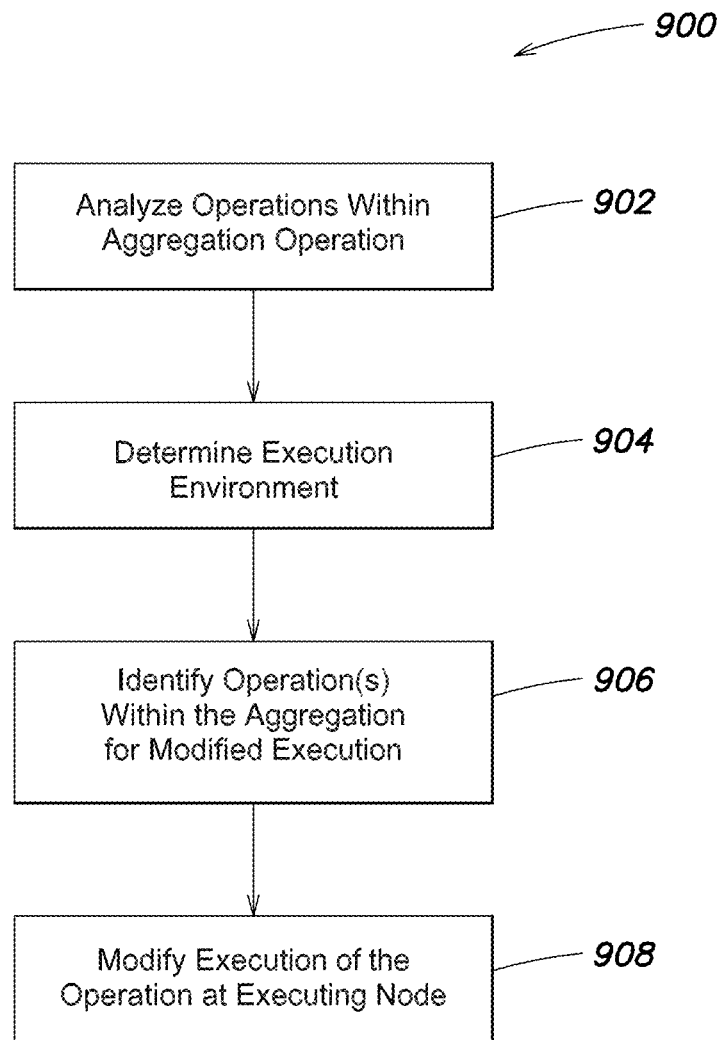 900
Analyze Operations Within
Aggregation Operation
902
Determine Execution
Environment
904
Identify Operation(s)
Within the Aggregation
for Modified Execution
906
Modify Execution of the
Operation at Executing Node
908